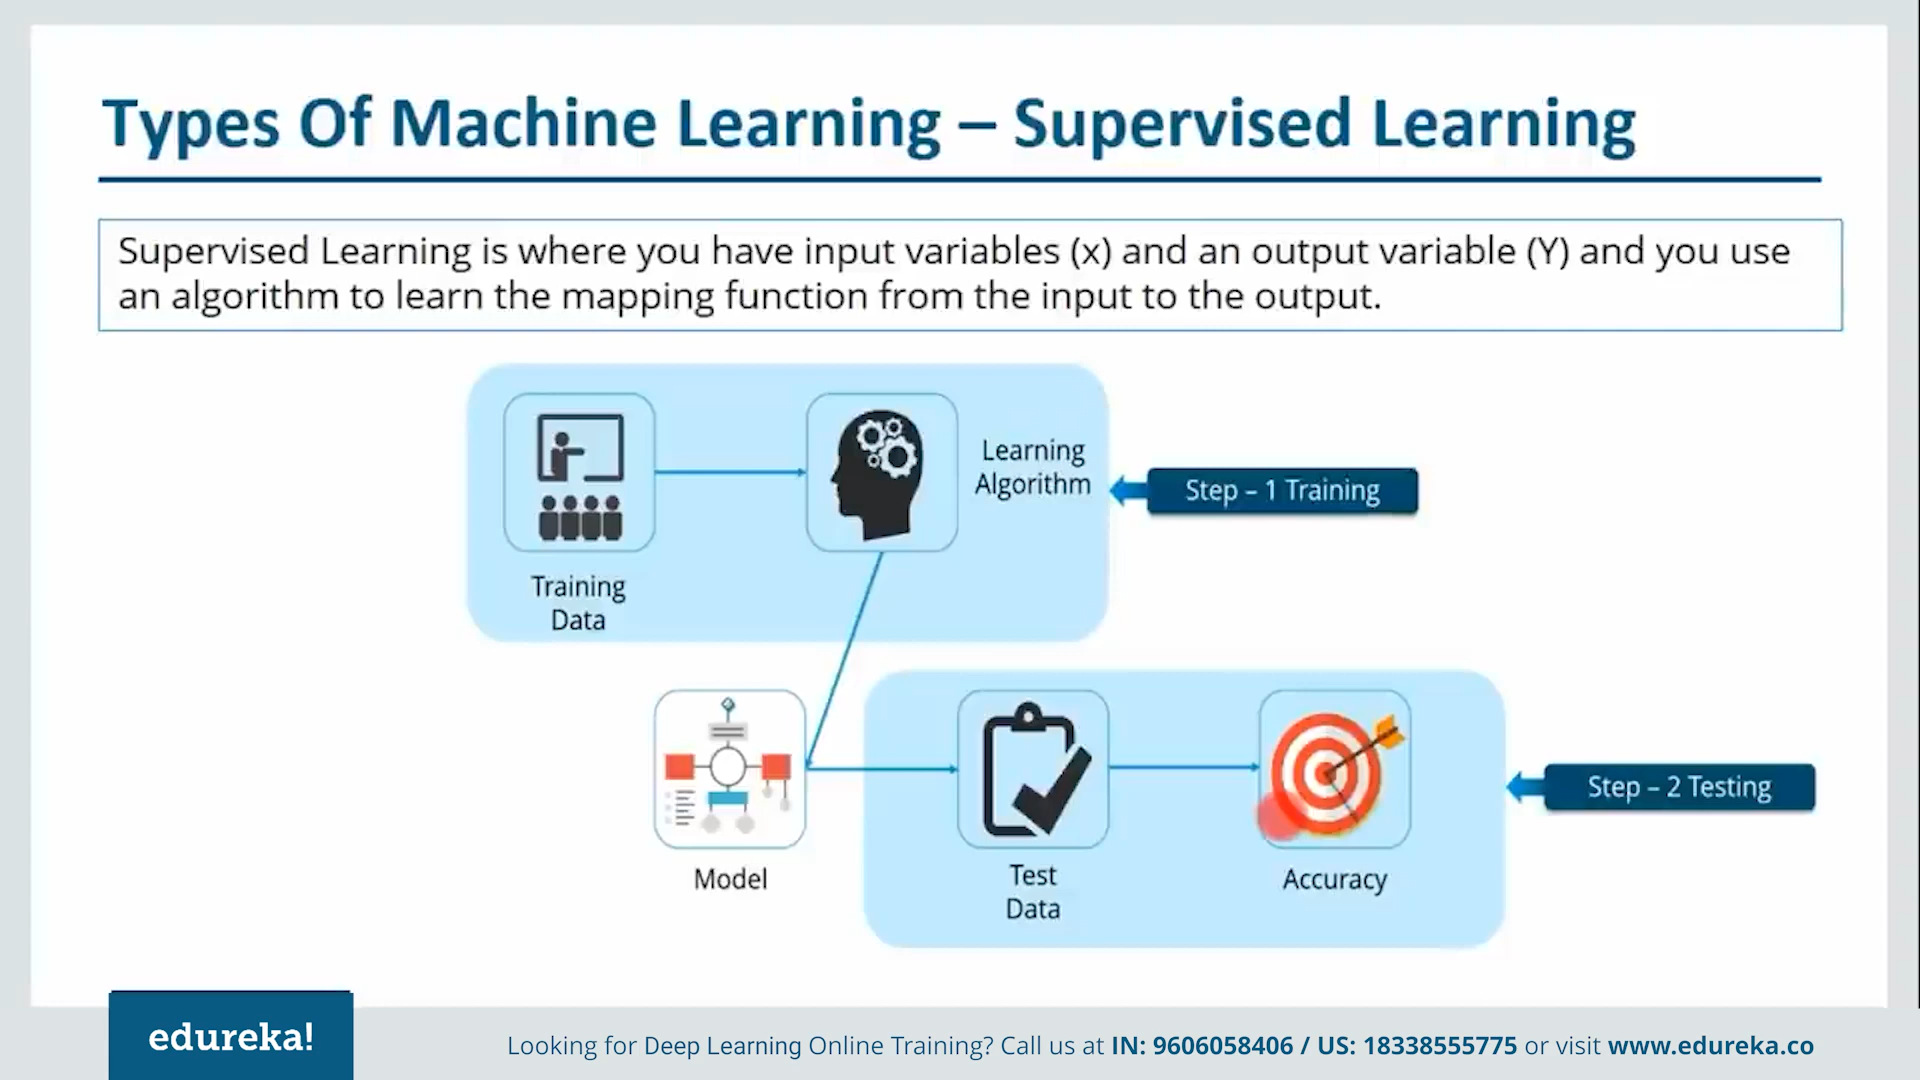 Types Of Machine Learning – Supervised Learning
Supervised Learning is where you have input variables (x) and an output variable (Y) and you use
an algorithm to learn the mapping function from the input to the output.
Learning
Algorithm
Step – 1 Training
Training
Data
Model
Test
Data
Accuracy
Step – 2 Testing
edureka!
Looking for Deep Learning Online Training? Call us at IN: 9606058406 / US: 18338555775 or visit www.edureka.co